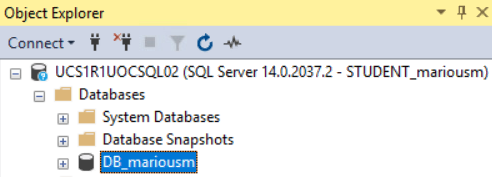 Object Explorer
Connect
UCS1R1UOCSQL02 (SQL Server 14.0.2037.2 - STUDENT_mariousm)
Databases
System Databases
Database Snapshots
DB_mariousm